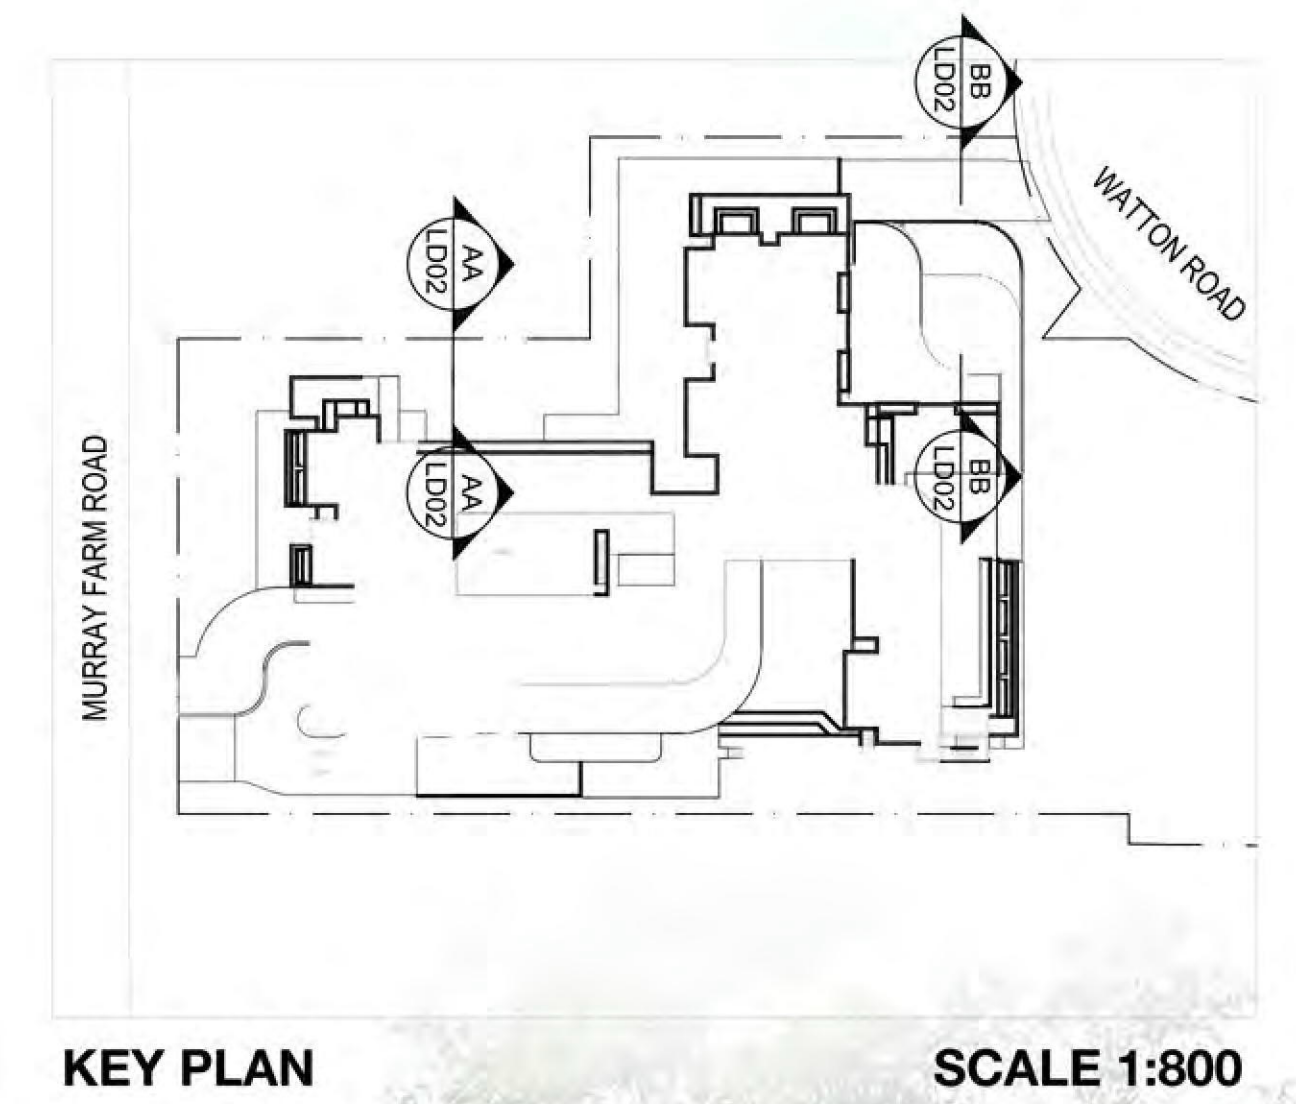 BB
LD02
WATTON ROAD
AA
LD02
MURRAY FARM ROAD
AA
LD02
BB
LD02
KEY PLAN
SCALE 1:800